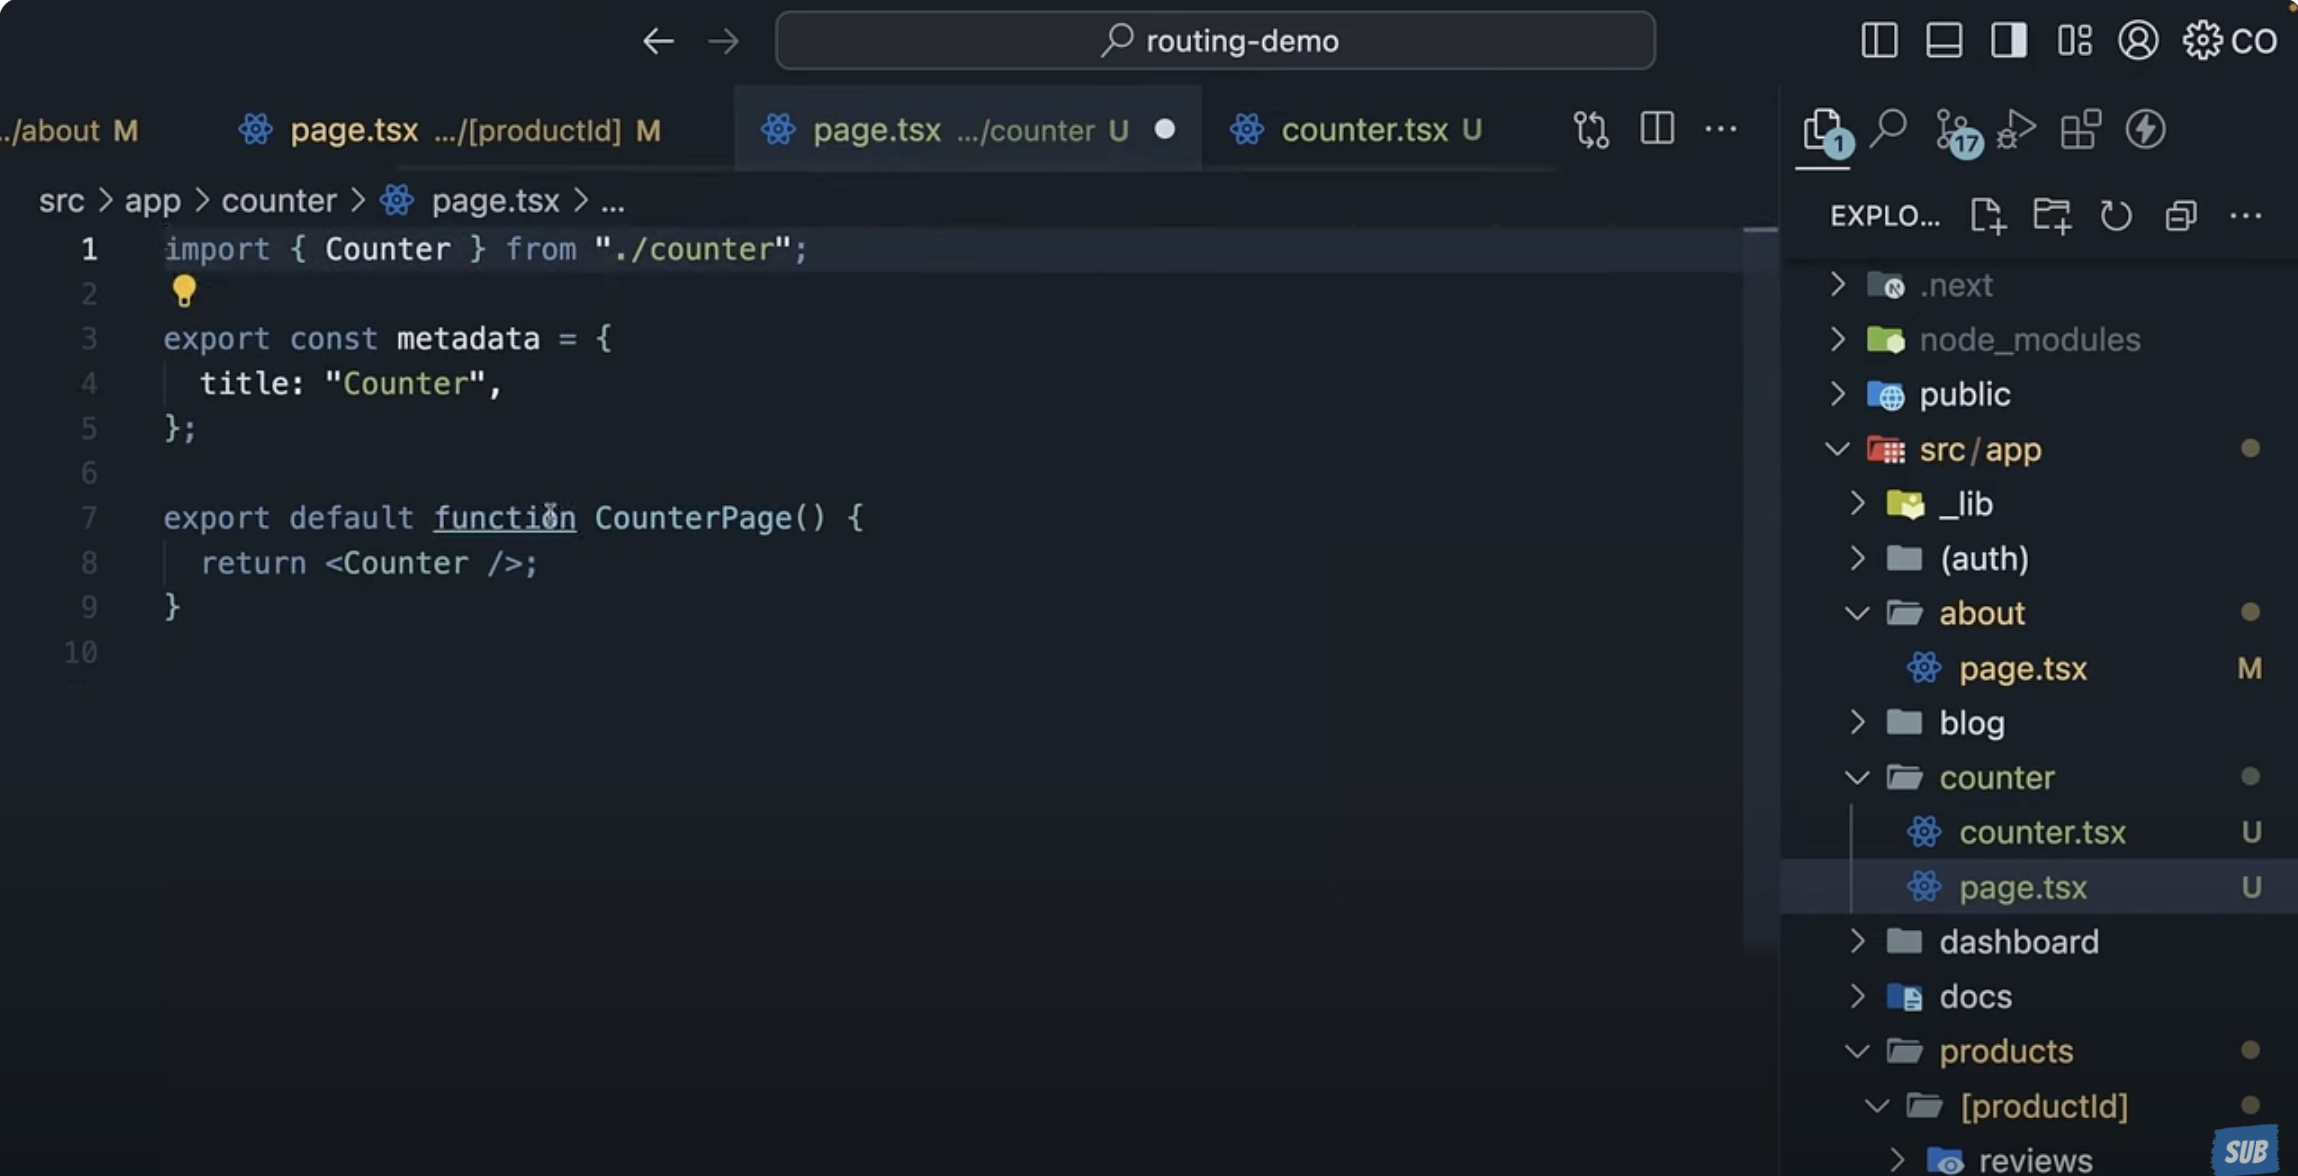 routing-demo
CO
../about M
page.tsx .../[productId] M
page.tsx .../counter U
counter.tsx U
1
17
src > app > counter > page.tsx > ...
EXPLO...
1 import { Counter } from "./counter";
2
3 export const metadata = {
4 title: "Counter",
5 };
6
7 export default function CounterPage() {
8 return <Counter />;
9 }
10
.next
node_modules
public
src/app
_lib
(auth)
about
page.tsx M
blog
counter
counter.tsx U
page.tsx U
dashboard
docs
products
[productId]
reviews
SUB